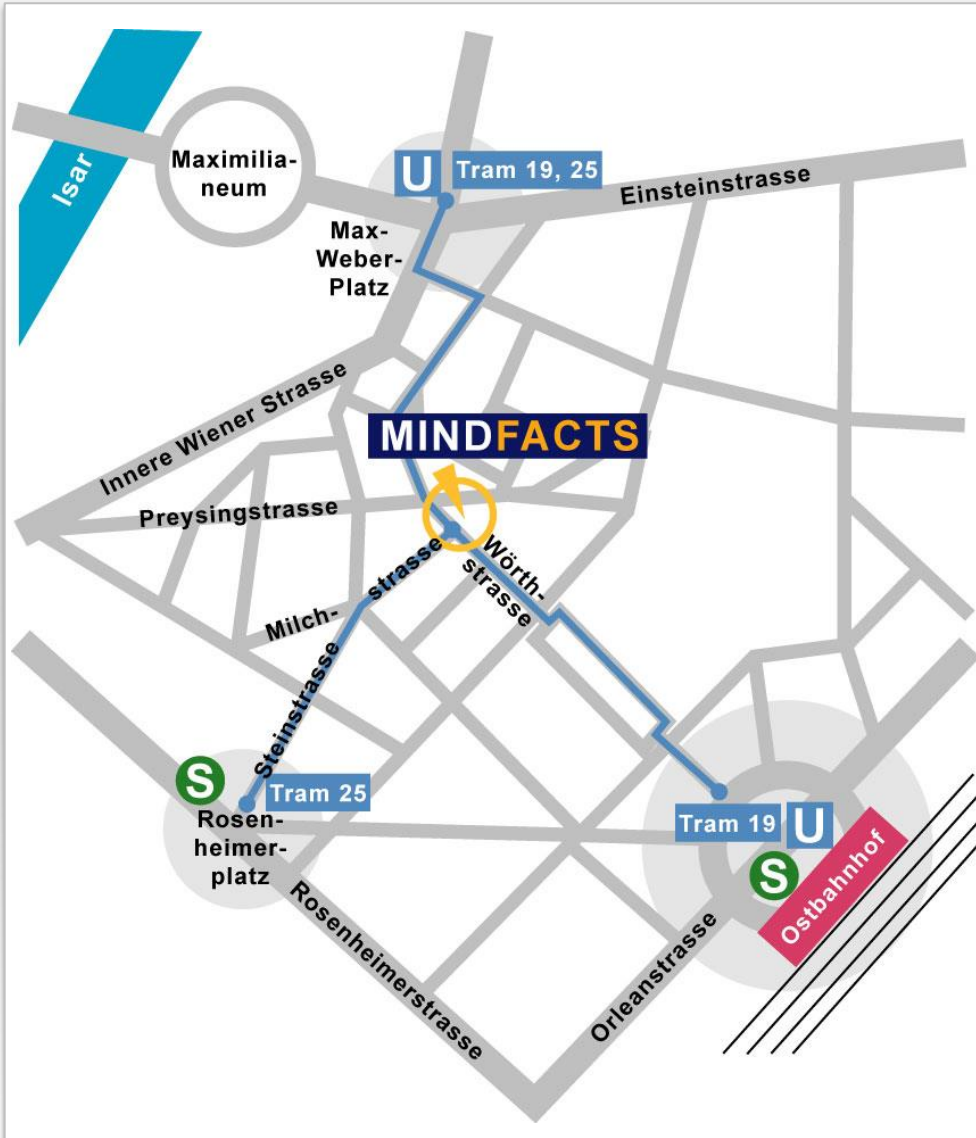 Isar
Maximilia-
neum
U
Tram 19, 25
Einsteinstrasse
Max-
Weber-
Platz
Innere Wiener Strasse
MINDFACTS
Preysingstrasse
Milch-
strasse
Wörth-
strasse
Steinstrasse
S
Tram 25
Rosen-
heimer-
platz
Tram 19
U
S
Ostbahnhof
Rosenheimerstrasse
Orleanstrasse